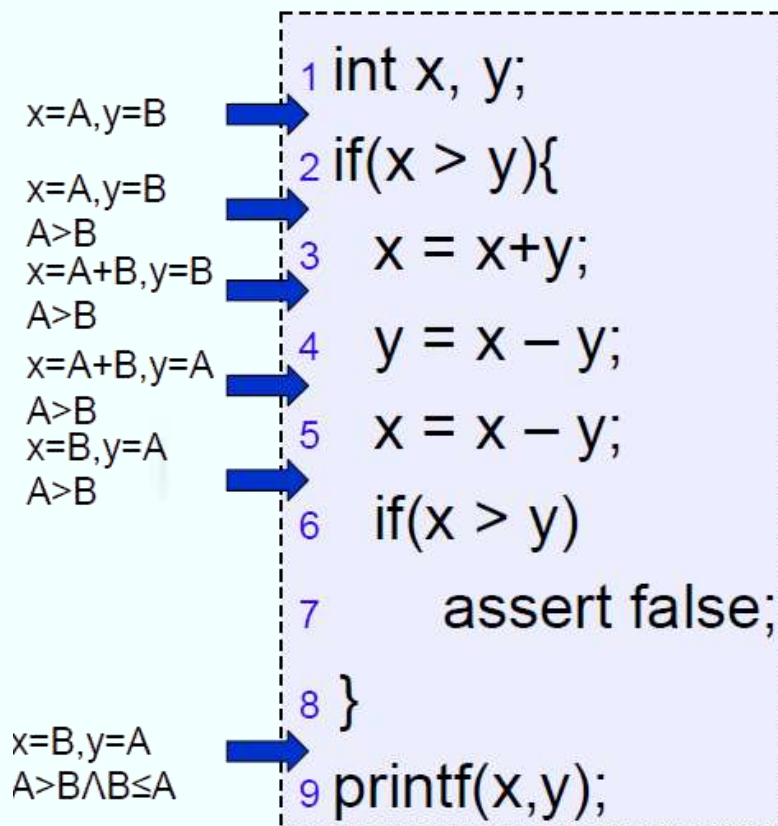 1 int x, y;
x=A,y=B
2 if(x > y){
x=A,y=B
A>B
3 x = x+y;
x=A+B,y=B
A>B
4 y = x – y;
x=A+B,y=A
A>B
5 x = x – y;
x=B,y=A
A>B
6 if(x > y)
7 assert false;
8 }
x=B,y=A
A>B∧B≤A
9 printf(x,y);